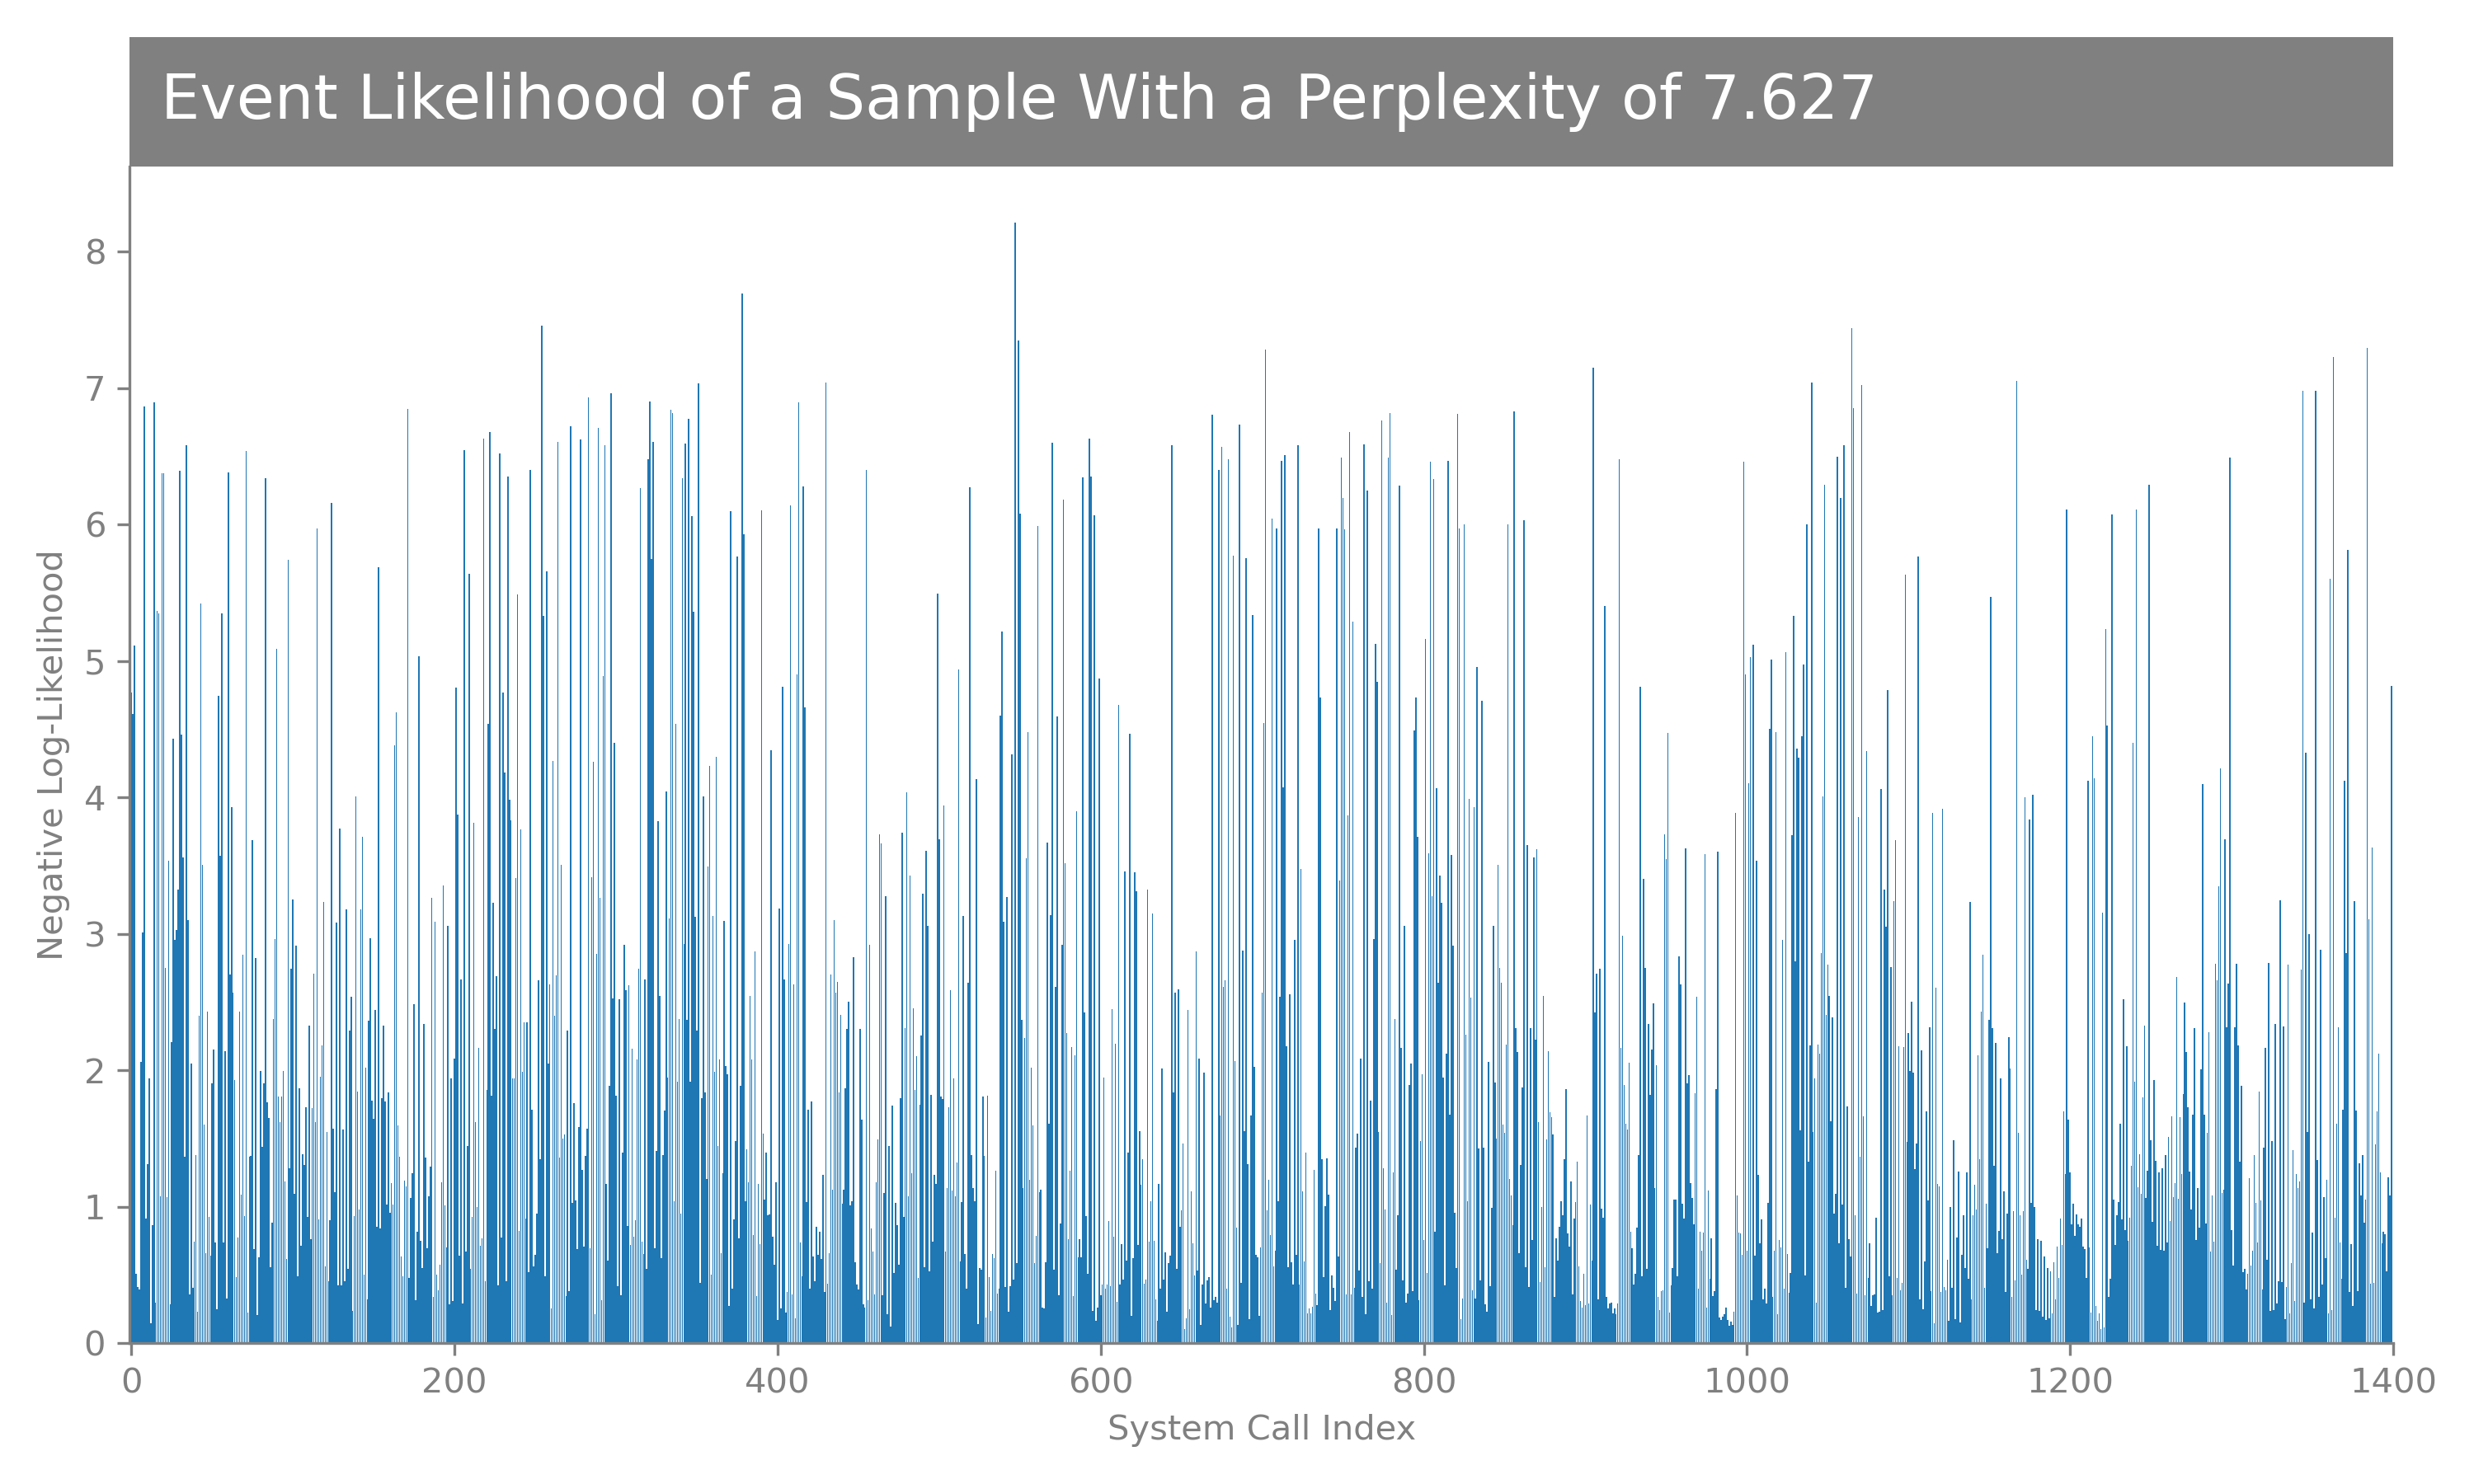 Event Likelihood of a Sample With a Perplexity of 7.627
8
7
6
5
4
3
2
1
0
Negative Log-Likelihood
0 200 400 600 800 1000 1200 1400
System Call Index